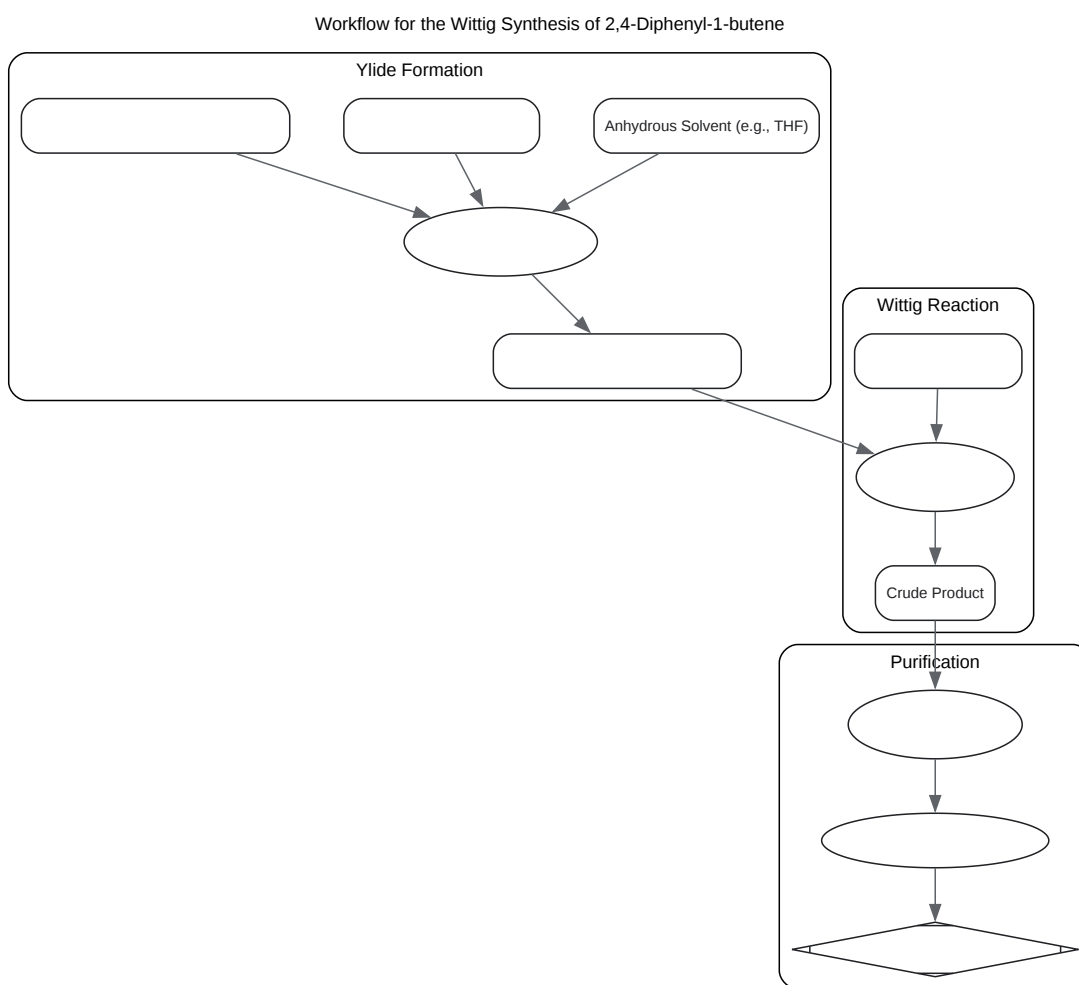 Workflow for the Wittig Synthesis of 2,4-Diphenyl-1-butene
Ylide Formation
Anhydrous Solvent (e.g., THF)
Wittig Reaction
Crude Product
Purification